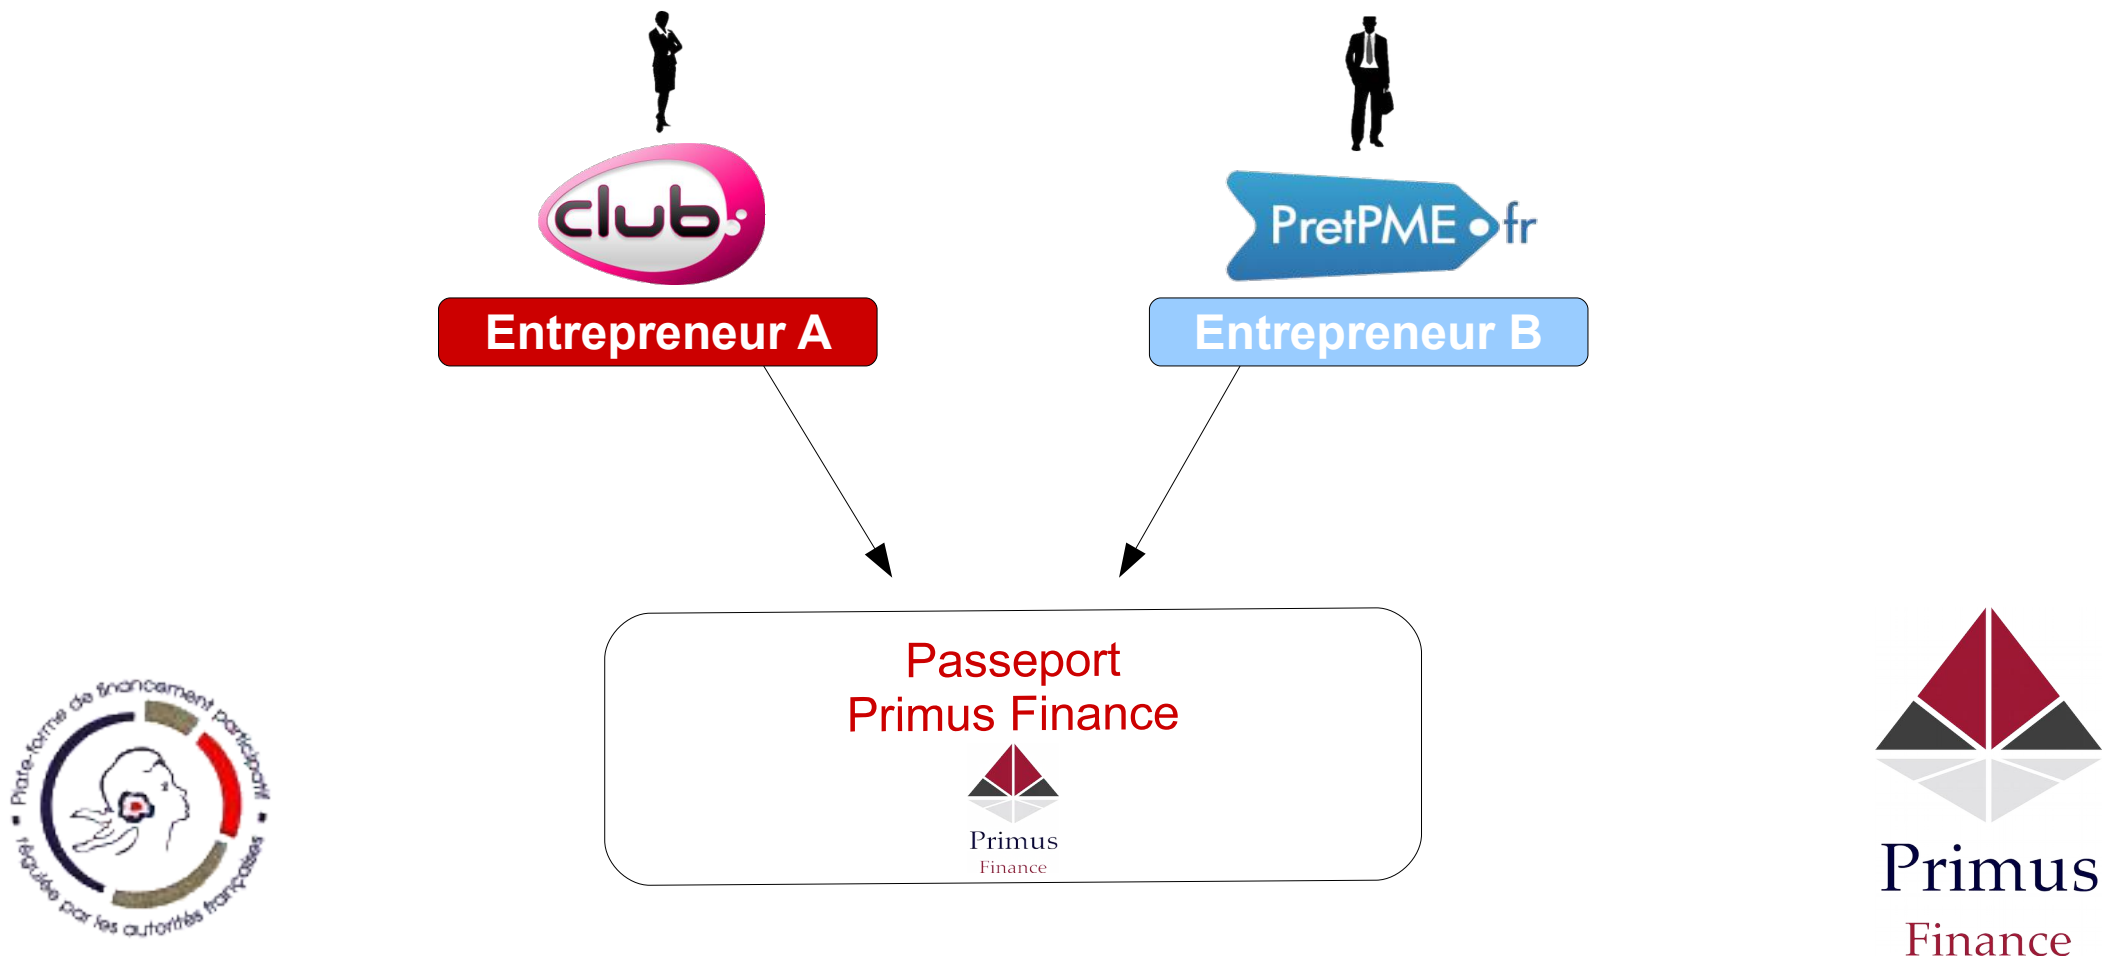 club
PretPME.fr
Entrepreneur A
Entrepreneur B
Passeport
Primus Finance
Primus
Finance
Plate-forme de financement participatif
régulée par les autorités françaises
Primus
Finance